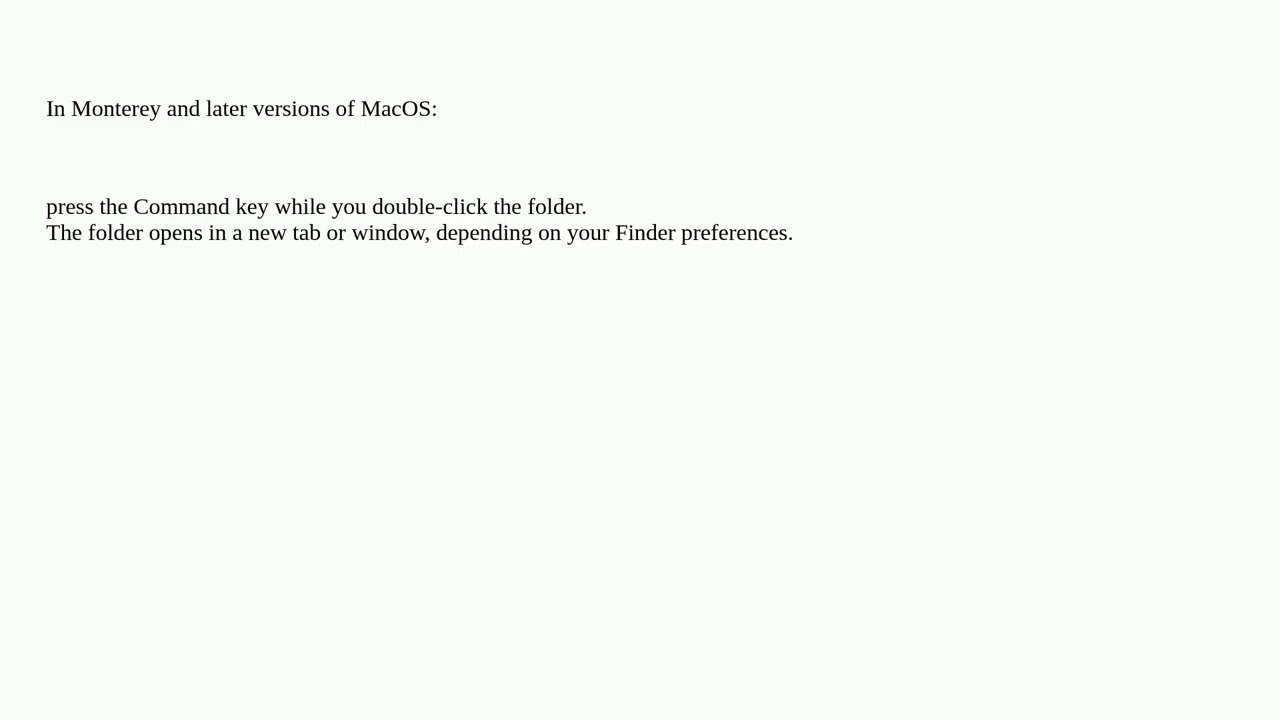 In Monterey and later versions of MacOS:
press the Command key while you double-click the folder.
The folder opens in a new tab or window, depending on your Finder preferences.